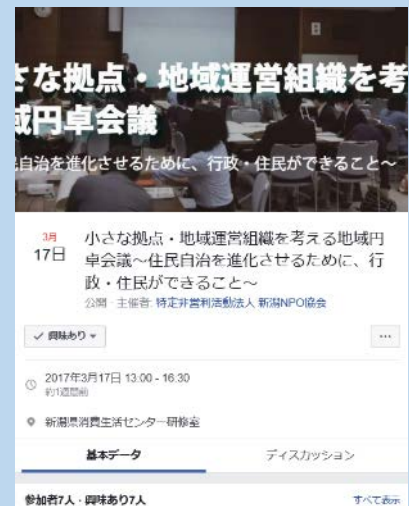 さな拠点・地域運営組織を考
域円卓会議
民自治を進化させるために、行政・住民ができること～
3月
17日
小さな拠点・地域運営組織を考える地域円
卓会議～住民自治を進化させるために、行
政・住民ができること～
公開 · 主催者: 特定非営利活動法人 新潟NPO協会
✓ 興味あり ▾
···
2017年3月17日 13:00 - 16:30
約1週間前
新潟県消費生活センター研修室
基本データ
ディスカッション
参加者7人 · 興味あり7人
すべて表示